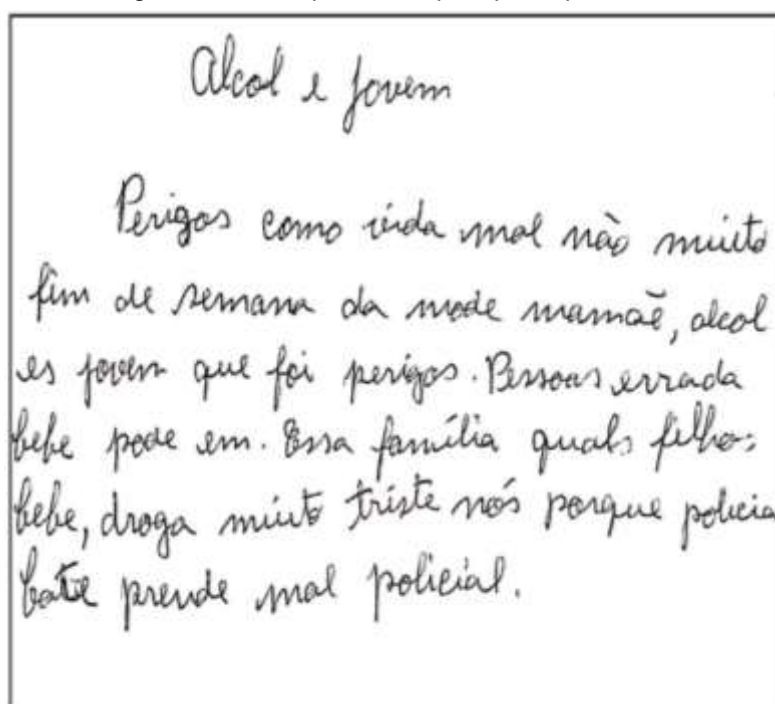 Alcol e jovem
Perigos como vida mal não muito
fim de semana da mode mamãe, alcol
es jovem que foi perigos. Pessoas errada
bebe pode em. Essa família quals filho:
bebe, droga muito triste nós porque policia
bate prende mal policial.